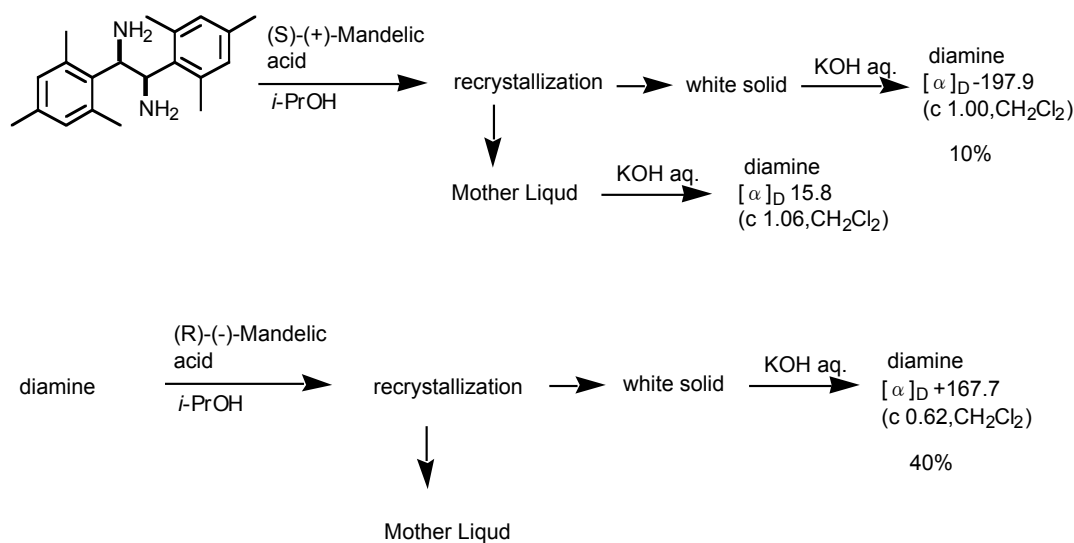 NH2
NH2
(S)-(+)-Mandelic
acid
i-PrOH
recrystallization
white solid
KOH aq.
diamine
[α]D -197.9
(c 1.00,CH2Cl2)
10%
Mother Liqud
KOH aq.
diamine
[α]D 15.8
(c 1.06,CH2Cl2)
diamine
(R)-(-)-Mandelic
acid
i-PrOH
recrystallization
white solid
KOH aq.
diamine
[α]D +167.7
(c 0.62,CH2Cl2)
40%
Mother Liqud